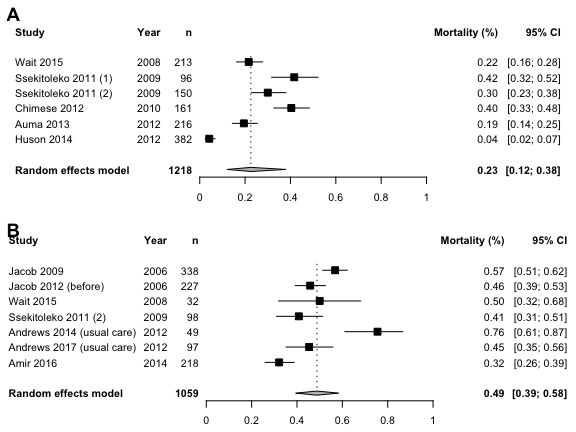 A
Study Year n Mortality (%) 95% CI
Wait 2015 2008 213 0.22 [0.16; 0.28]
Ssekitoleko 2011 (1) 2009 96 0.42 [0.32; 0.52]
Ssekitoleko 2011 (2) 2009 150 0.30 [0.23; 0.38]
Chimese 2012 2010 161 0.40 [0.33; 0.48]
Auma 2013 2012 216 0.19 [0.14; 0.25]
Huson 2014 2012 382 0.04 [0.02; 0.07]
Random effects model 1218 0.23 [0.12; 0.38]
0 0.2 0.4 0.6 0.8 1
B
Study Year n Mortality (%) 95% CI
Jacob 2009 2006 338 0.57 [0.51; 0.62]
Jacob 2012 (before) 2006 227 0.46 [0.39; 0.53]
Wait 2015 2008 32 0.50 [0.32; 0.68]
Ssekitoleko 2011 (2) 2009 98 0.41 [0.31; 0.51]
Andrews 2014 (usual care) 2012 49 0.76 [0.61; 0.87]
Andrews 2017 (usual care) 2012 97 0.45 [0.35; 0.56]
Amir 2016 2014 218 0.32 [0.26; 0.39]
Random effects model 1059 0.49 [0.39; 0.58]
0 0.2 0.4 0.6 0.8 1